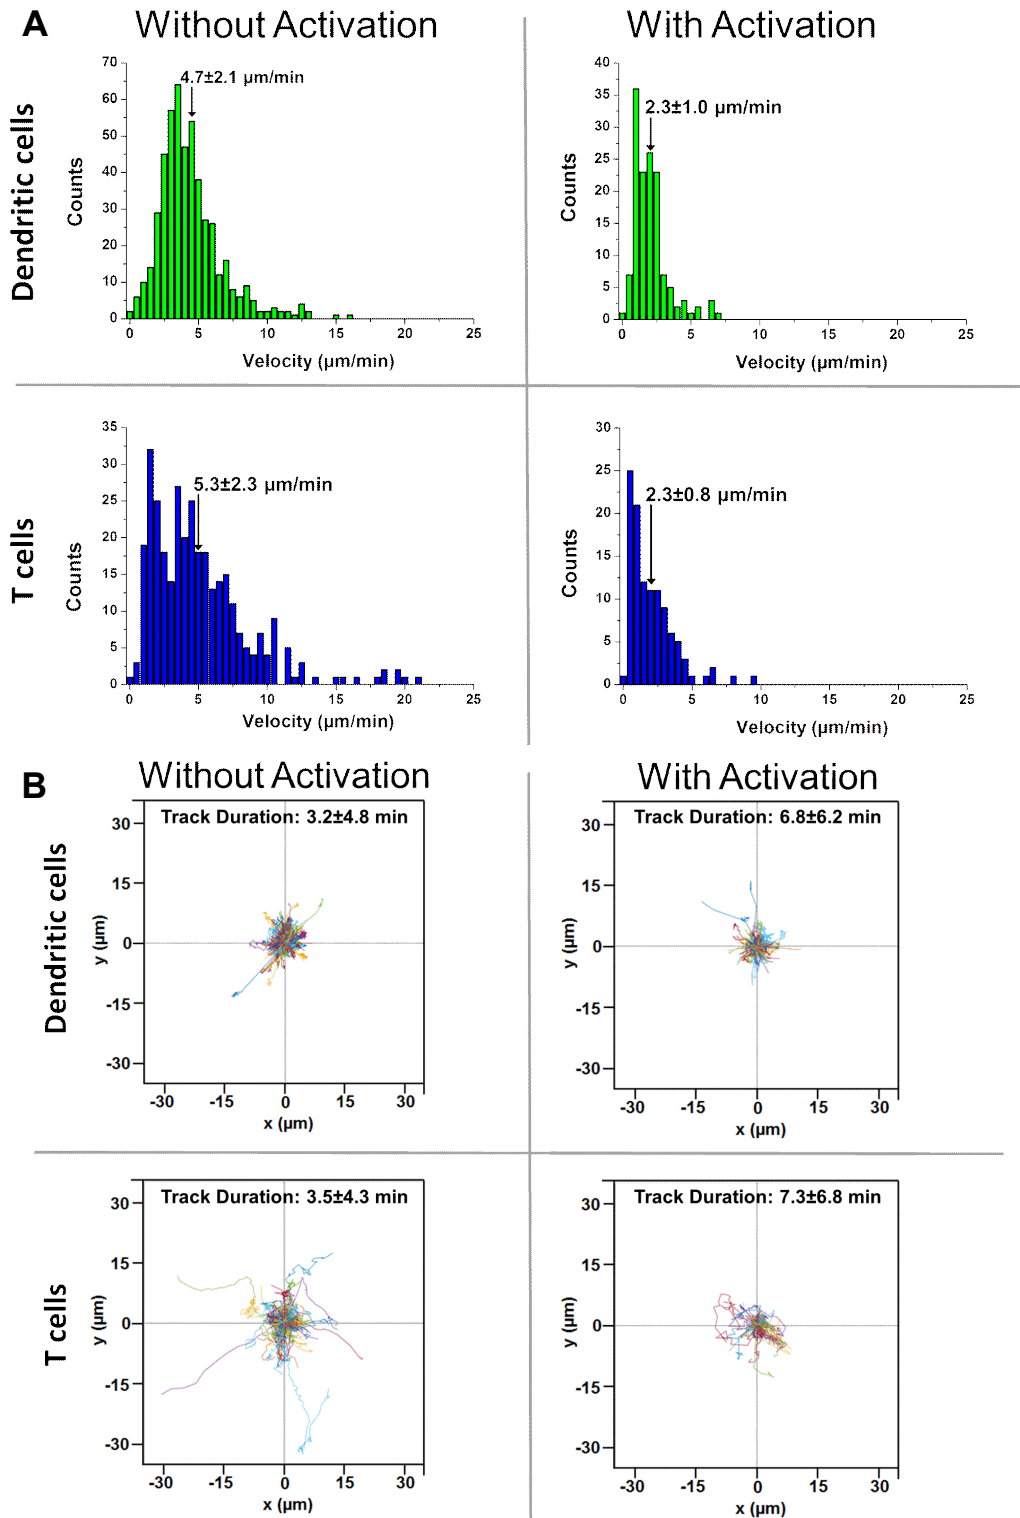 A
Without Activation
With Activation
Dendritic cells
70
60
50
40
30
20
10
0
Counts
4.7±2.1 µm/min
0 5 10 15 20 25
Velocity (µm/min)
40
35
30
25
20
15
10
5
0
Counts
2.3±1.0 µm/min
0 5 10 15 20 25
Velocity (µm/min)
T cells
35
30
25
20
15
10
5
0
Counts
5.3±2.3 µm/min
0 5 10 15 20 25
Velocity (µm/min)
30
25
20
15
10
5
0
Counts
2.3±0.8 µm/min
0 5 10 15 20 25
Velocity (µm/min)
B
Without Activation
With Activation
Dendritic cells
Track Duration: 3.2±4.8 min
30
15
0
-15
-30
y (µm)
-30 -15 0 15 30
x (µm)
Track Duration: 6.8±6.2 min
30
15
0
-15
-30
y (µm)
-30 -15 0 15 30
x (µm)
T cells
Track Duration: 3.5±4.3 min
30
15
0
-15
-30
y (µm)
-30 -15 0 15 30
x (µm)
Track Duration: 7.3±6.8 min
30
15
0
-15
-30
y (µm)
-30 -15 0 15 30
x (µm)